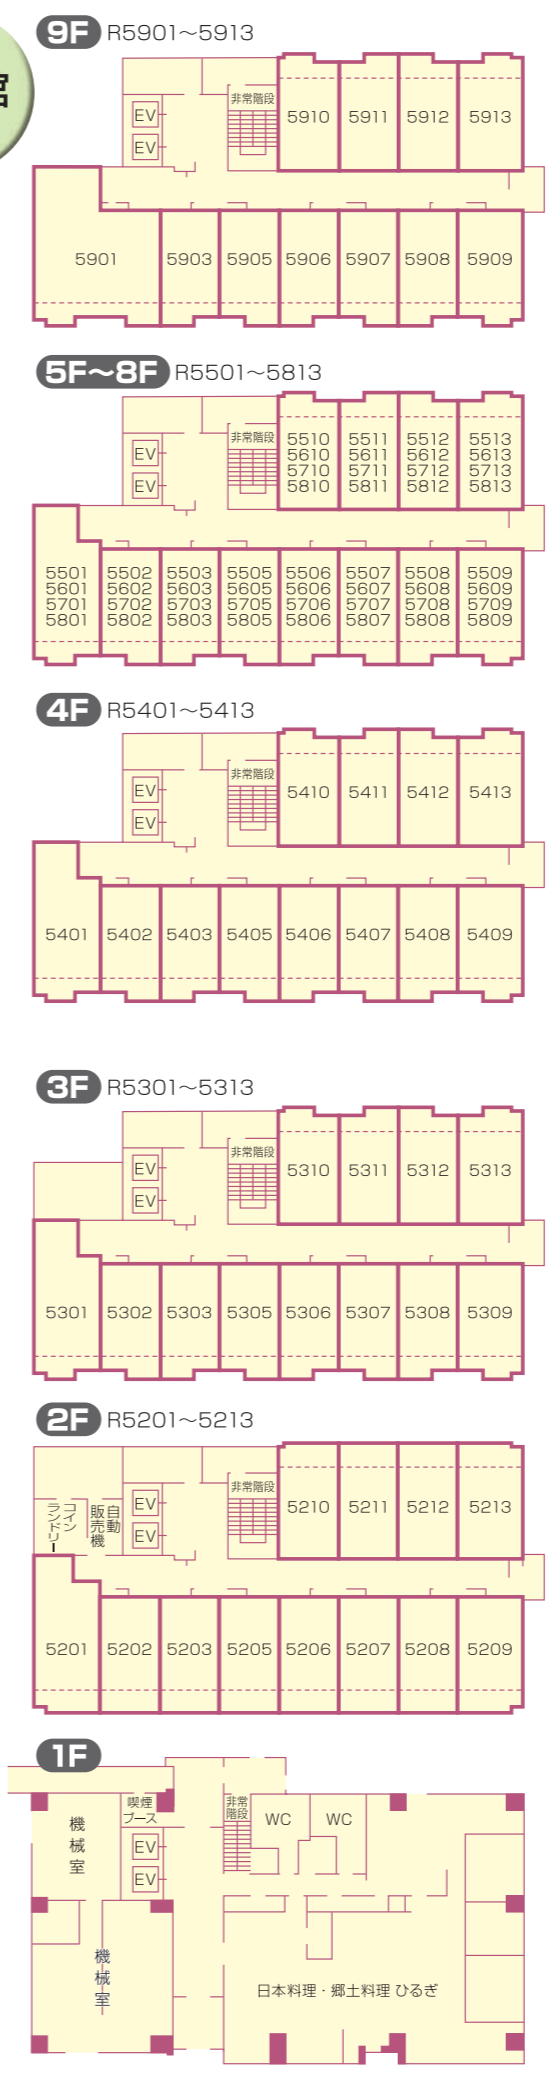 館
9F R5901〜5913
非常階段
EV
EV
5910 5911 5912 5913
5901 5903 5905 5906 5907 5908 5909
5F〜8F R5501〜5813
非常階段
EV
EV
5510 5511 5512 5513
5610 5611 5612 5613
5710 5711 5712 5713
5810 5811 5812 5813
5501 5502 5503 5505 5506 5507 5508 5509
5601 5602 5603 5605 5606 5607 5608 5609
5701 5702 5703 5705 5706 5707 5708 5709
5801 5802 5803 5805 5806 5807 5808 5809
4F R5401〜5413
非常階段
EV
EV
5410 5411 5412 5413
5401 5402 5403 5405 5406 5407 5408 5409
3F R5301〜5313
非常階段
EV
EV
5310 5311 5312 5313
5301 5302 5303 5305 5306 5307 5308 5309
2F R5201〜5213
非常階段
コイン
ランドリー
自動
販売機
EV
EV
5210 5211 5212 5213
5201 5202 5203 5205 5206 5207 5208 5209
1F
喫煙
ブース
非常
階段
WC WC
機械室
EV
EV
機械室
日本料理・郷土料理 ひるぎ